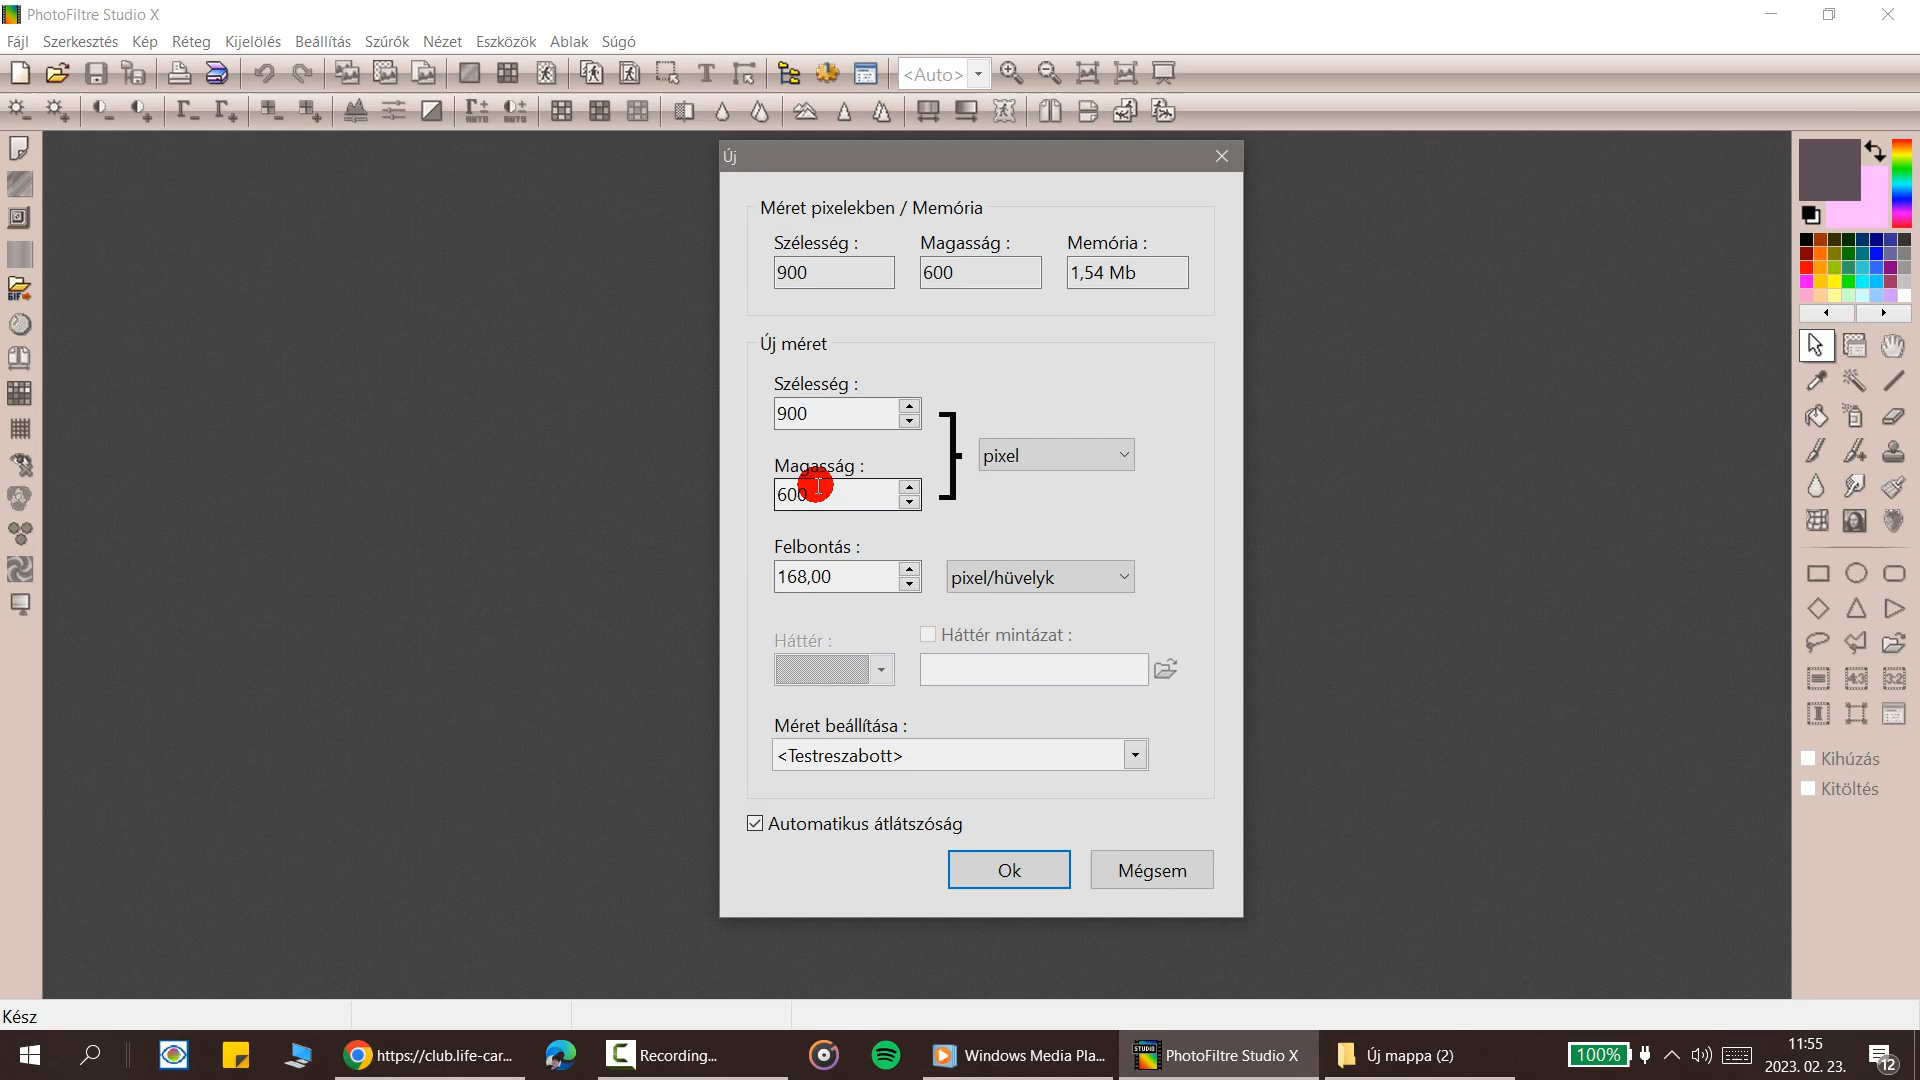 PhotoFiltre Studio X
Fájl Szerkesztés Kép Réteg Kijelölés Beállítás Szűrők Nézet Eszközök Ablak Súgó
<Auto>
Új
Méret pixelekben / Memória
Szélesség : Magasság : Memória :
900 600 1,54 Mb
Új méret
Szélesség :
900
pixel
Magasság :
600
Felbontás :
168,00 pixel/hüvelyk
Háttér : Háttér mintázat :
Méret beállítása :
<Testreszabott>
Automatikus átlátszóság
Ok Mégsem
Kihúzás
Kitöltés
Kész
https://club.life-car... Recording... Windows Media Pla... PhotoFiltre Studio X Új mappa (2) 100% 11:55
2023. 02. 23. 12